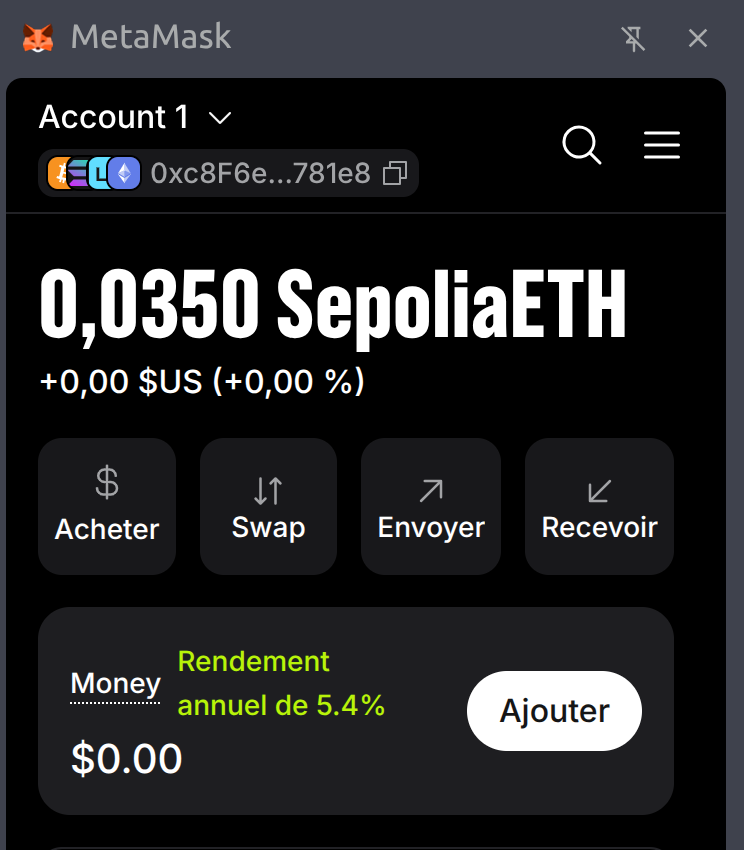 MetaMask
Account 1
0xc8F6e...781e8
0,0350 SepoliaETH
+0,00 $US (+0,00 %)
Acheter
Swap
Envoyer
Recevoir
Money
Rendement
annuel de 5.4%
$0.00
Ajouter